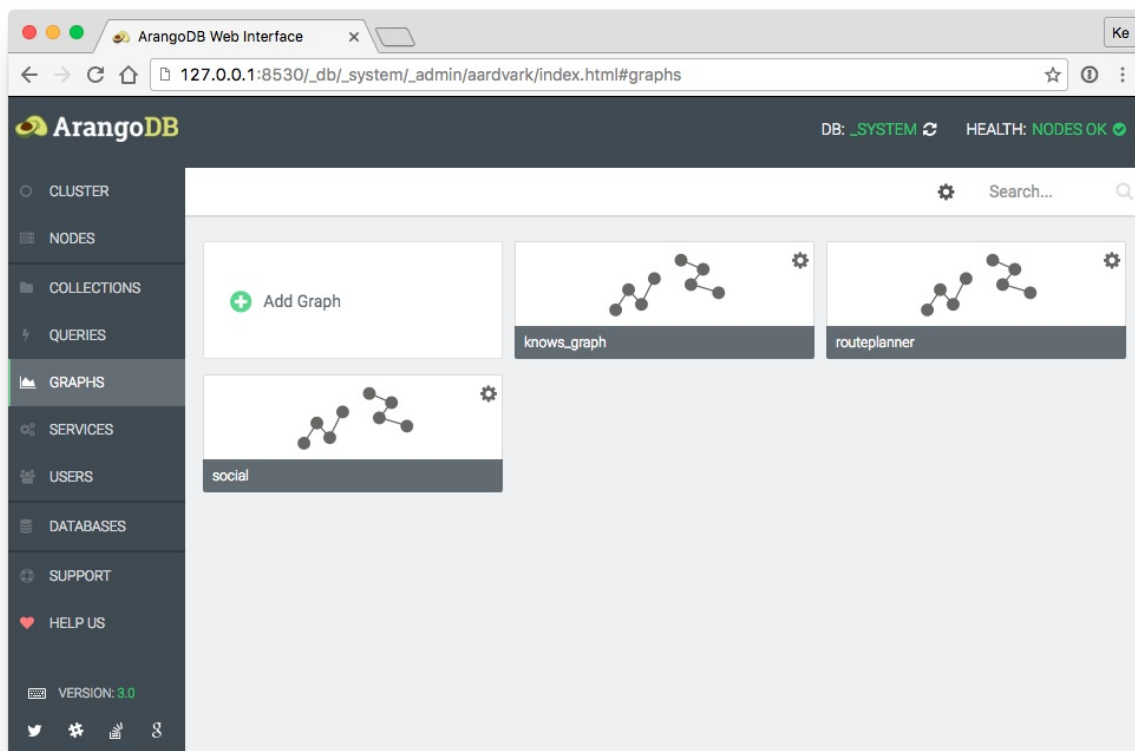 ArangoDB Web Interface
Ke
127.0.0.1:8530/_db/_system/_admin/aardvark/index.html#graphs
ArangoDB
DB: _SYSTEM HEALTH: NODES OK
CLUSTER
Search...
NODES
COLLECTIONS
QUERIES
GRAPHS
SERVICES
USERS
DATABASES
SUPPORT
HELP US
VERSION: 3.0
Add Graph
knows_graph
routeplanner
social